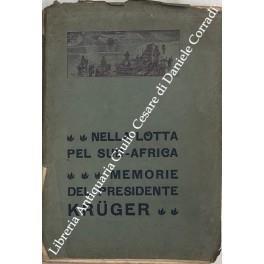 NELLA LOTTA
PEL SUD-AFRICA
MEMORIE
DEL PRESIDENTE
KRÜGER
Libreria Antiquaria Giulio Cesare di Daniele Corradi